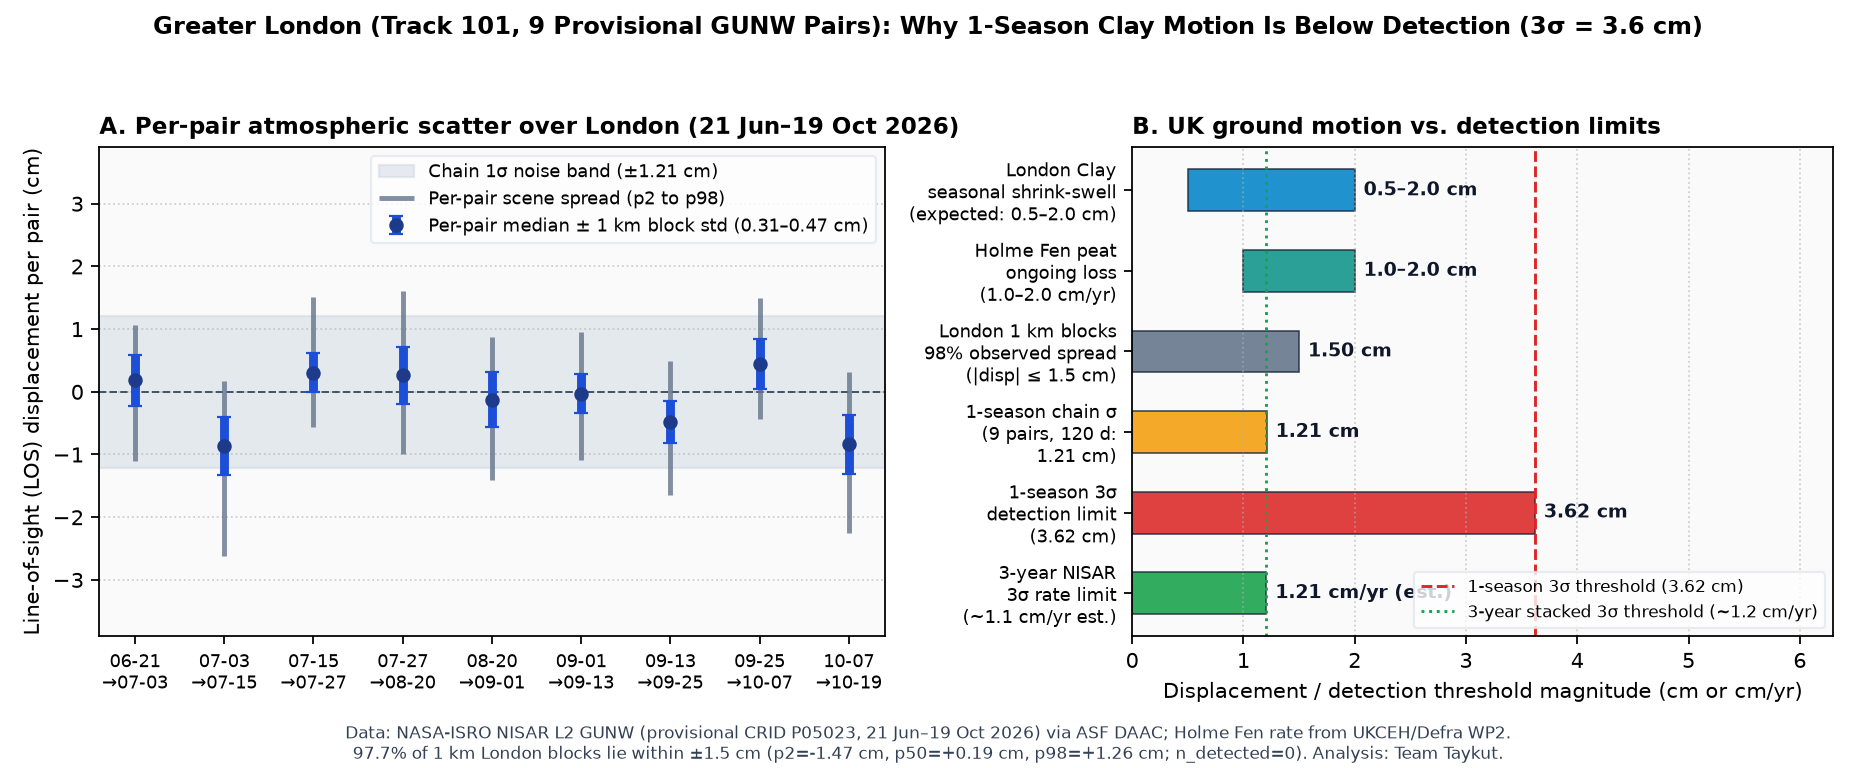 Greater London (Track 101, 9 Provisional GUNW Pairs): Why 1-Season Clay Motion Is Below Detection (3σ = 3.6 cm)
A. Per-pair atmospheric scatter over London (21 Jun–19 Oct 2026)
Line-of-sight (LOS) displacement per pair (cm)
3
2
1
0
−1
−2
−3
Chain 1σ noise band (±1.21 cm)
Per-pair scene spread (p2 to p98)
Per-pair median ± 1 km block std (0.31–0.47 cm)
06-21 07-03 07-15 07-27 08-20 09-01 09-13 09-25 10-07
→07-03 →07-15 →07-27 →08-20 →09-01 →09-13 →09-25 →10-07 →10-19
B. UK ground motion vs. detection limits
London Clay
seasonal shrink-swell
(expected: 0.5–2.0 cm)
0.5–2.0 cm
Holme Fen peat
ongoing loss
(1.0–2.0 cm/yr)
1.0–2.0 cm
London 1 km blocks
98% observed spread
(|disp| ≤ 1.5 cm)
1.50 cm
1-season chain σ
(9 pairs, 120 d:
1.21 cm)
1.21 cm
1-season 3σ
detection limit
(3.62 cm)
3.62 cm
3-year NISAR
3σ rate limit
(~1.1 cm/yr est.)
1.21 cm/yr (est.)
1-season 3σ threshold (3.62 cm)
3-year stacked 3σ threshold (~1.2 cm/yr)
0 1 2 3 4 5 6
Displacement / detection threshold magnitude (cm or cm/yr)
Data: NASA-ISRO NISAR L2 GUNW (provisional CRID P05023, 21 Jun–19 Oct 2026) via ASF DAAC; Holme Fen rate from UKCEH/Defra WP2.
97.7% of 1 km London blocks lie within ±1.5 cm (p2=-1.47 cm, p50=+0.19 cm, p98=+1.26 cm; n_detected=0). Analysis: Team Taykut.